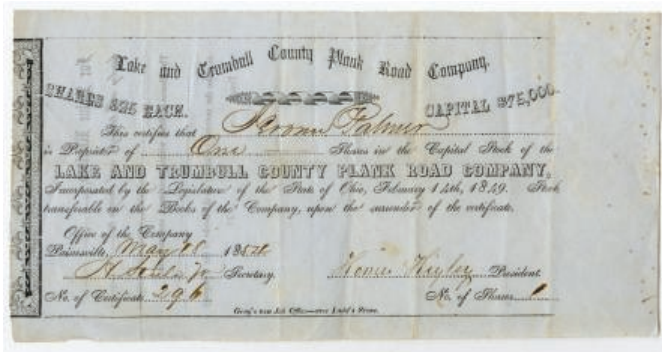 Lake and Trumbull County Plank Road Company.
SHARES $25 EACH. CAPITAL $75,000.
This certifies that Jerome Palmer
is Proprietor of One Shares in the Capital Stock of the
LAKE AND TRUMBULL COUNTY PLANK ROAD COMPANY,
Incorporated by the Legislature of the State of Ohio, February 14th, 1849. Stock
transferable on the Books of the Company, upon the surrender of the certificate.
Office of the Company
Painesville, May 18
Secretary. President.
No. of Certificate 296 No. of Shares 1